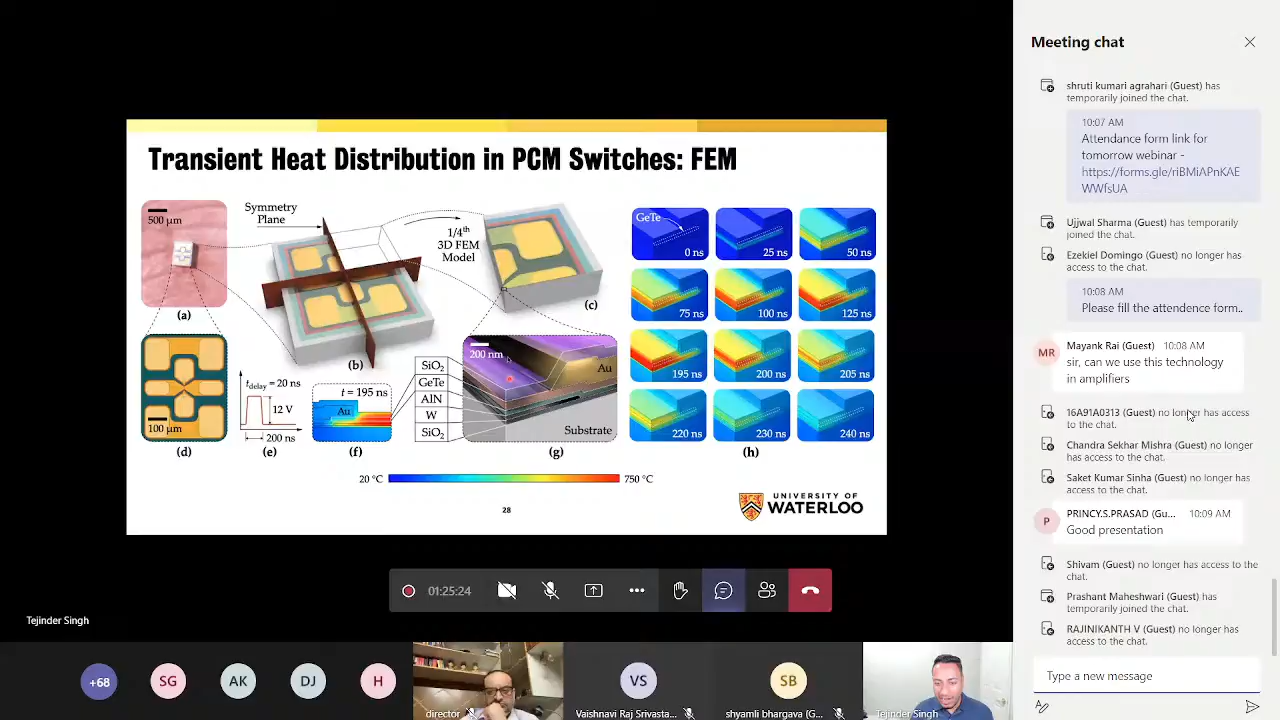 Transient Heat Distribution in PCM Switches: FEM
500 µm
(a)
Symmetry
Plane
1/4th
3D FEM
Model
(b)
(c)
100 µm
(d)
tdelay = 20 ns
12 V
200 ns
(e)
t = 195 ns
Au
(f)
SiO2
GeTe
AlN
W
SiO2
200 nm
Au
Substrate
(g)
GeTe
0 ns
25 ns
50 ns
75 ns
100 ns
125 ns
195 ns
200 ns
205 ns
220 ns
230 ns
240 ns
(h)
20 °C
750 °C
28
UNIVERSITY OF
WATERLOO
01:25:24
Tejinder Singh
+68
SG
AK
DJ
H
director
VS
Vaishnavi Raj Srivasta...
SB
shyamli bhargava (G...
Tejinder Singh
Meeting chat
shruti kumari agrahari (Guest) has
temporarily joined the chat.
10:07 AM
Attendance form link for
today webinar -
https://forms.gle/riBMiAPnKAE
WWfsUA
Ujjwal Sharma (Guest) has temporarily
joined the chat.
Ezekiel Donipati (Guest) no longer has
access to the chat.
10:08 AM
Please fill the attendance form..
MR
Mayank Rai (Guest) 10:08 AM
sir, can we use this technology
in amplifiers
16A91A0313 (Guest) no longer has access
to the chat.
Chandra Sekhar Mishra (Guest) no longer
has access to the chat.
Saket Kumar Sinha (Guest) no longer has
access to the chat.
P
PRINCY.S.PRASAD (Gu... 10:09 AM
Good presentation
Shivam (Guest) no longer has access to the
chat.
Prashant Maheshwari (Guest) has
temporarily joined the chat.
RAJINIKANTH V (Guest) no longer has
access to the chat.
Type a new message